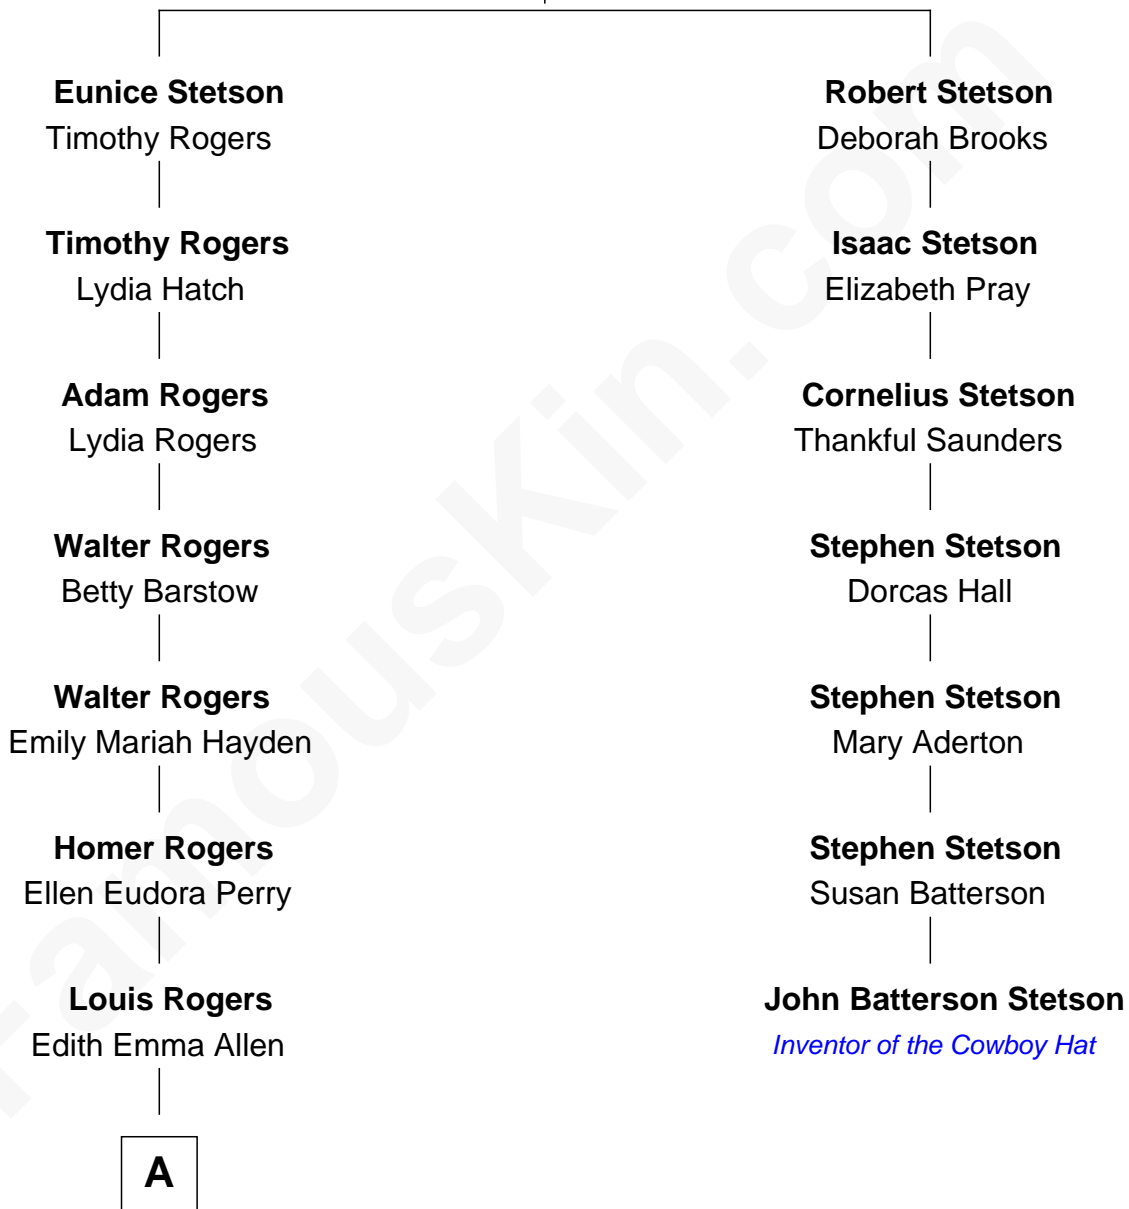 Eunice Stetson
Timothy Rogers
Timothy Rogers
Lydia Hatch
Adam Rogers
Lydia Rogers
Walter Rogers
Betty Barstow
Walter Rogers
Emily Mariah Hayden
Homer Rogers
Ellen Eudora Perry
Louis Rogers
Edith Emma Allen
A
Robert Stetson
Deborah Brooks
Isaac Stetson
Elizabeth Pray
Cornelius Stetson
Thankful Saunders
Stephen Stetson
Dorcas Hall
Stephen Stetson
Mary Aderton
Stephen Stetson
Susan Batterson
John Batterson Stetson
Inventor of the Cowboy Hat
FamousKin.com